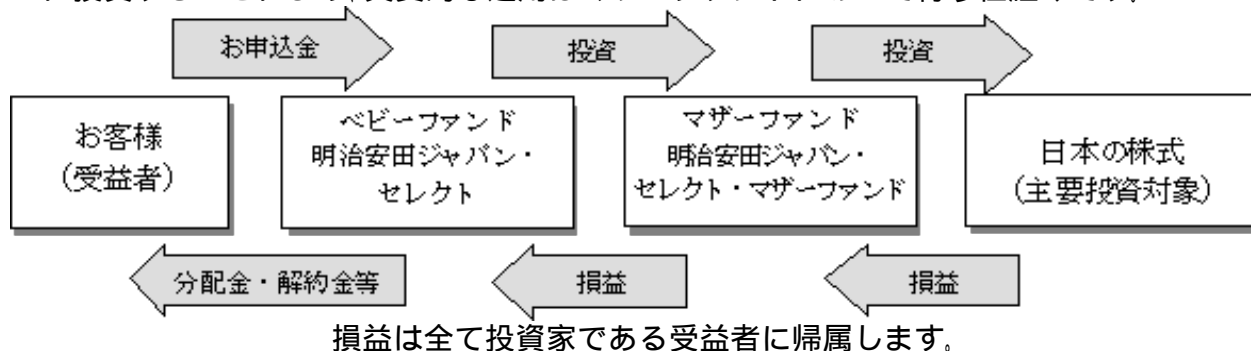 お申込金
投資
投資
お客様
(受益者)
ベビーファンド
明治安田ジャパン・
セレクト
マザーファンド
明治安田ジャパン・
セレクト・マザーファンド
日本の株式
(主要投資対象)
分配金・解約金等
損益
損益
損益は全て投資家である受益者に帰属します。